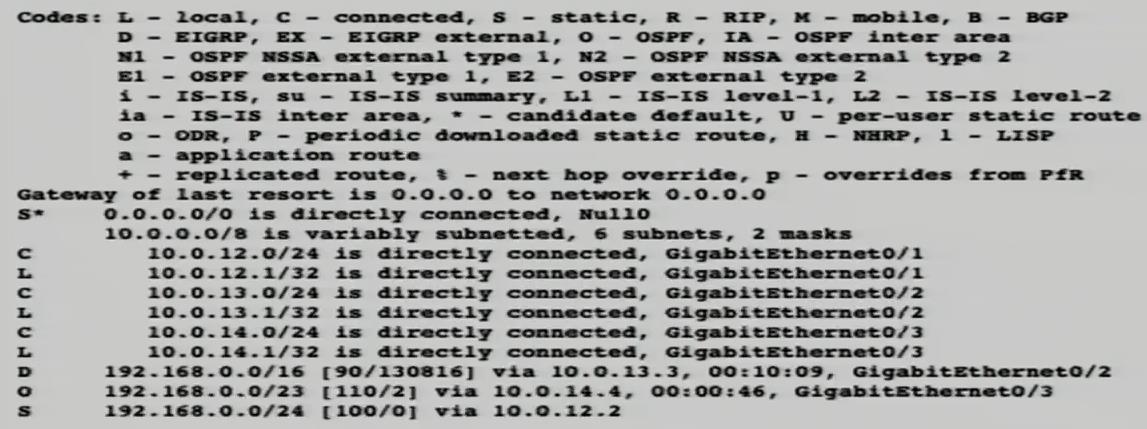 Codes: L - local, C - connected, S - static, R - RIP, M - mobile, B - BGP
D - EIGRP, EX - EIGRP external, O - OSPF, IA - OSPF inter area
N1 - OSPF NSSA external type 1, N2 - OSPF NSSA external type 2
E1 - OSPF external type 1, E2 - OSPF external type 2
i - IS-IS, su - IS-IS summary, L1 - IS-IS level-1, L2 - IS-IS level-2
ia - IS-IS inter area, * - candidate default, U - per-user static route
o - ODR, P - periodic downloaded static route, H - NHRP, l - LISP
a - application route
+ - replicated route, % - next hop override, p - overrides from PfR
Gateway of last resort is 0.0.0.0 to network 0.0.0.0
S* 0.0.0.0/0 is directly connected, Null0
10.0.0.0/8 is variably subnetted, 6 subnets, 2 masks
C 10.0.12.0/24 is directly connected, GigabitEthernet0/1
L 10.0.12.1/32 is directly connected, GigabitEthernet0/1
C 10.0.13.0/24 is directly connected, GigabitEthernet0/2
L 10.0.13.1/32 is directly connected, GigabitEthernet0/2
C 10.0.14.0/24 is directly connected, GigabitEthernet0/3
L 10.0.14.1/32 is directly connected, GigabitEthernet0/3
D 192.168.0.0/16 [90/130816] via 10.0.13.3, 00:10:09, GigabitEthernet0/2
O 192.168.0.0/23 [110/2] via 10.0.14.4, 00:00:46, GigabitEthernet0/3
S 192.168.0.0/24 [100/0] via 10.0.12.2